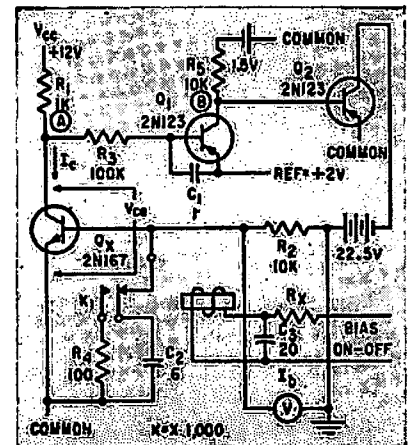 Vcc
+12V
R1
1K
A
Ic
R3
100K
Vce
Qx
2N167
K1
R4
100
C2
6
COMMON
R5
10K
B
1.5V
COMMON
Q1
2N123
C1
1
Q2
2N123
COMMON
REF= +2V
R2
10K
22.5V
Rx
C3
20
BIAS
ON-OFF
Ib
V
K=X 1,000